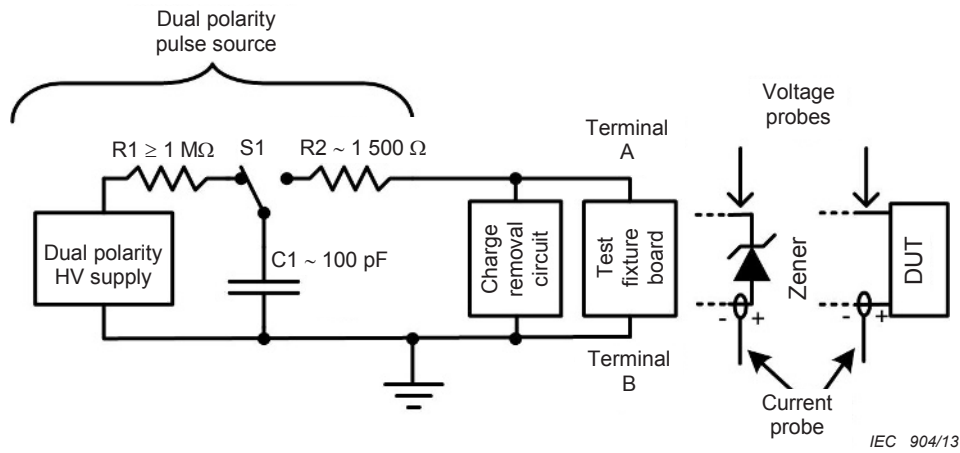 Dual polarity
pulse source
Voltage
probes
Terminal
A
R1 ≥ 1 MΩ
S1
R2 ~ 1 500 Ω
Dual polarity
HV supply
C1 ~ 100 pF
Charge
removal
circuit
Test
fixture
board
Zener
DUT
- +
- +
Terminal
B
Current
probe
IEC 904/13